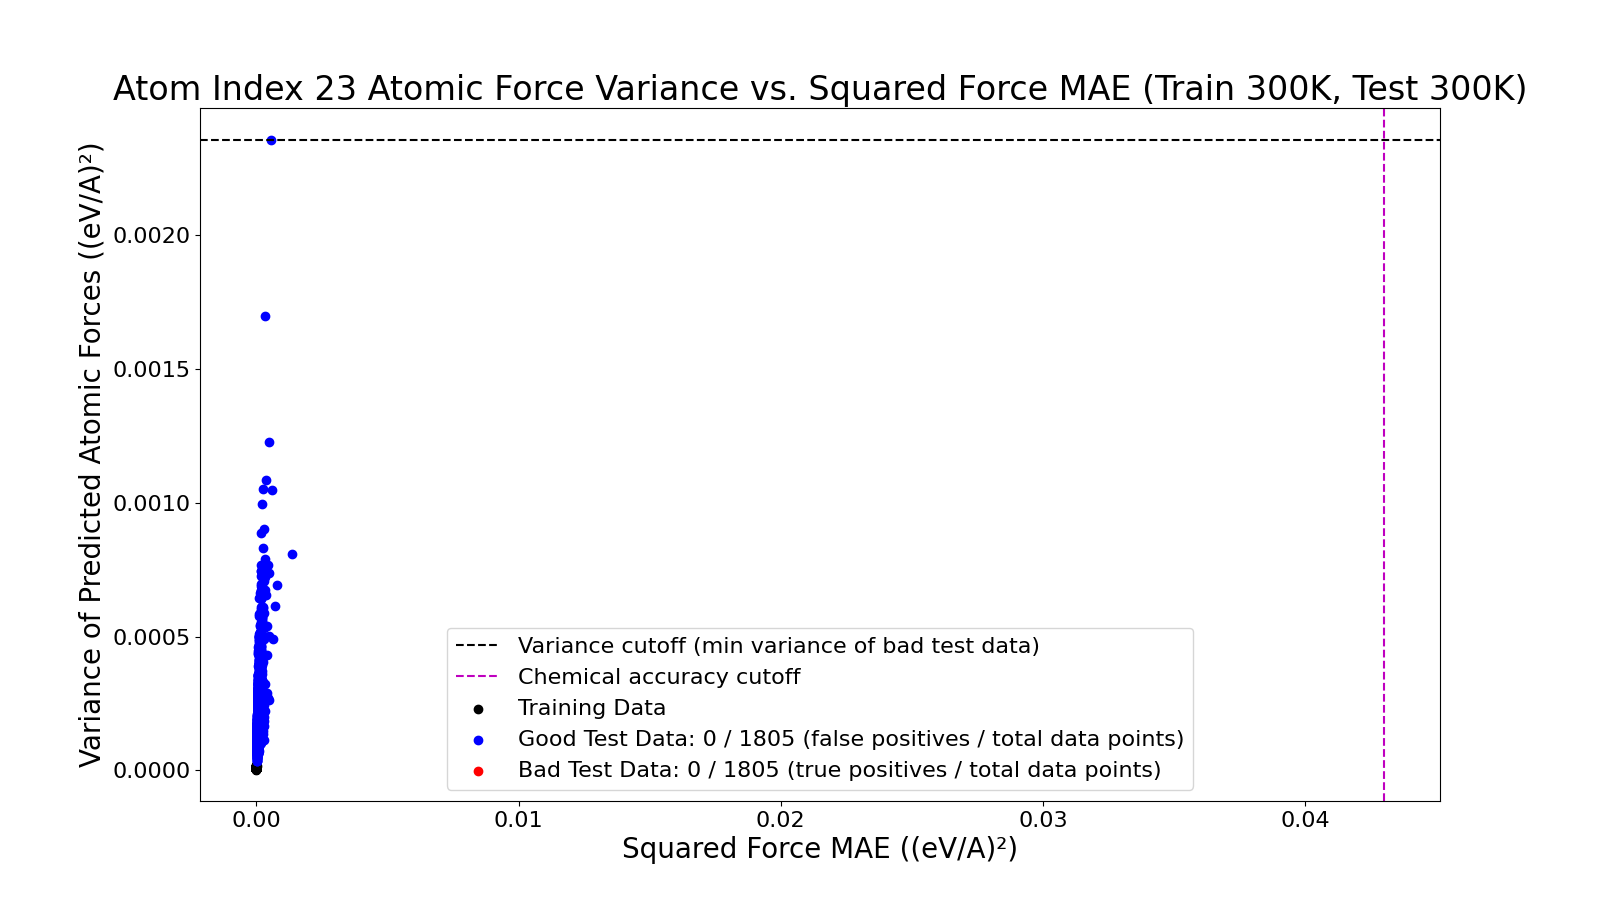 Atom Index 23 Atomic Force Variance vs. Squared Force MAE (Train 300K, Test 300K)
Variance of Predicted Atomic Forces ((eV/A)²)
0.0020
0.0015
0.0010
0.0005
0.0000
Variance cutoff (min variance of bad test data)
Chemical accuracy cutoff
Training Data
Good Test Data: 0 / 1805 (false positives / total data points)
Bad Test Data: 0 / 1805 (true positives / total data points)
0.00 0.01 0.02 0.03 0.04
Squared Force MAE ((eV/A)²)